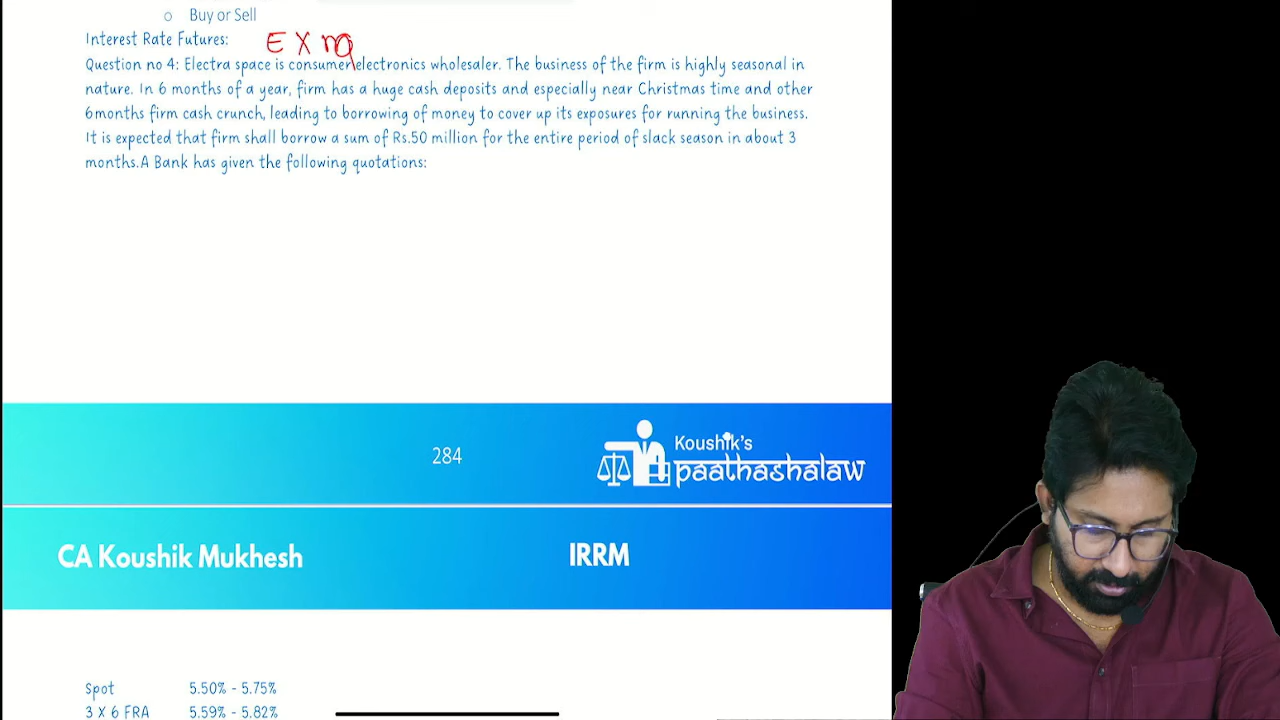 o Buy or Sell
Interest Rate Futures:
E X m
Question no 4: Electra space is consumer electronics wholesaler. The business of the firm is highly seasonal in
nature. In 6 months of a year, firm has a huge cash deposits and especially near Christmas time and other
6months firm cash crunch, leading to borrowing of money to cover up its exposures for running the business.
It is expected that firm shall borrow a sum of Rs.50 million for the entire period of slack season in about 3
months.A Bank has given the following quotations:
284
Koushik's
paathashalaw
CA Koushik Mukhesh
IRRM
Spot 5.50% - 5.75%
3 X 6 FRA 5.59% - 5.82%